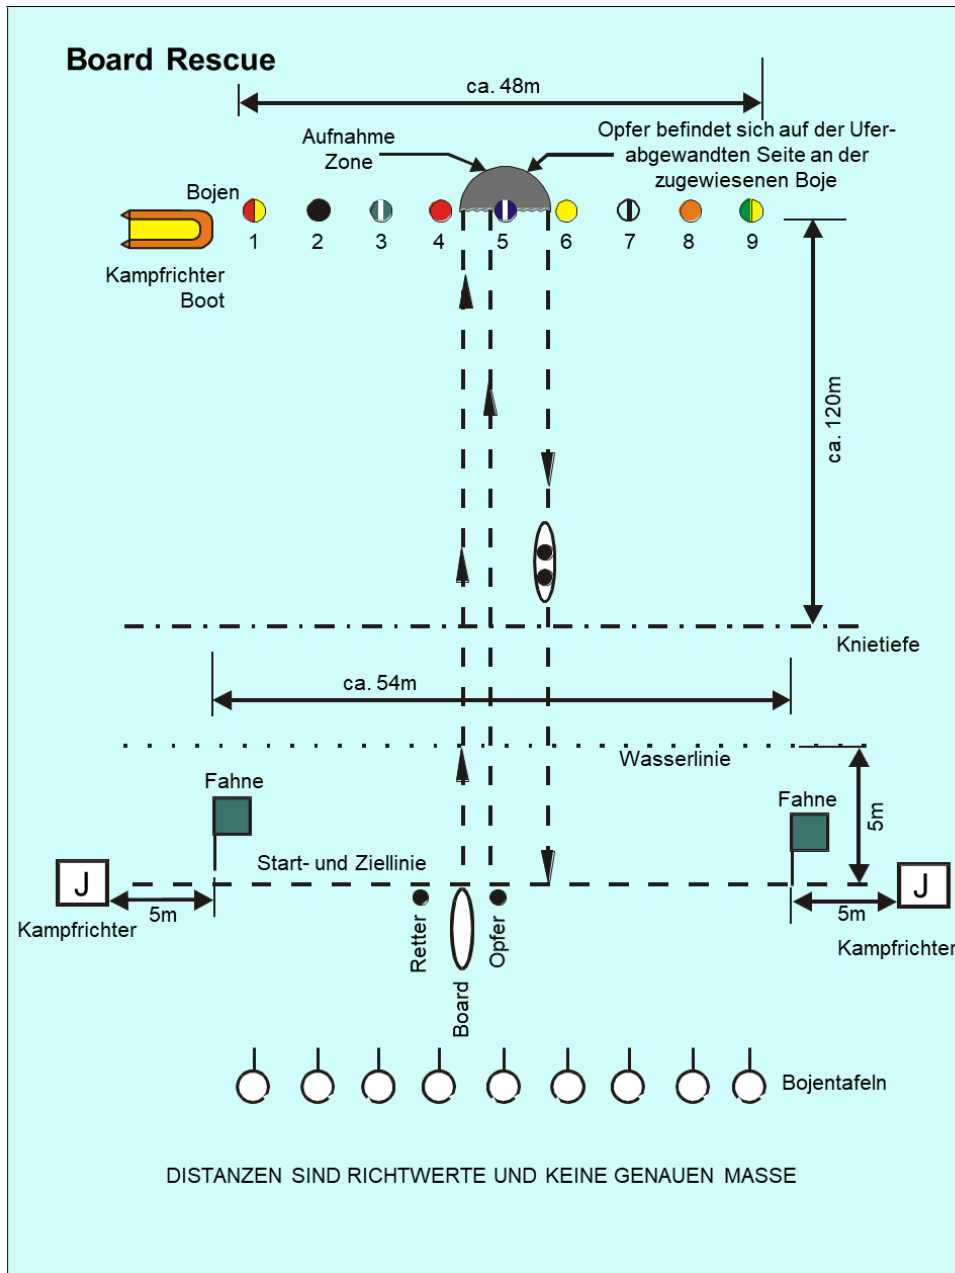 Board Rescue
ca. 48m
Aufnahme
Zone
Opfer befindet sich auf der Ufer-
abgewandten Seite an der
zugewiesenen Boje
Bojen
1 2 3 4 5 6 7 8 9
Kampfrichter
Boot
ca. 120m
Knietiefe
ca. 54m
Wasserlinie
Fahne
Fahne
5m
Start- und Ziellinie
J
J
5m
5m
Kampfrichter
Kampfrichter
Retter
Board
Opfer
Bojentafeln
DISTANZEN SIND RICHTWERTE UND KEINE GENAUEN MASSE